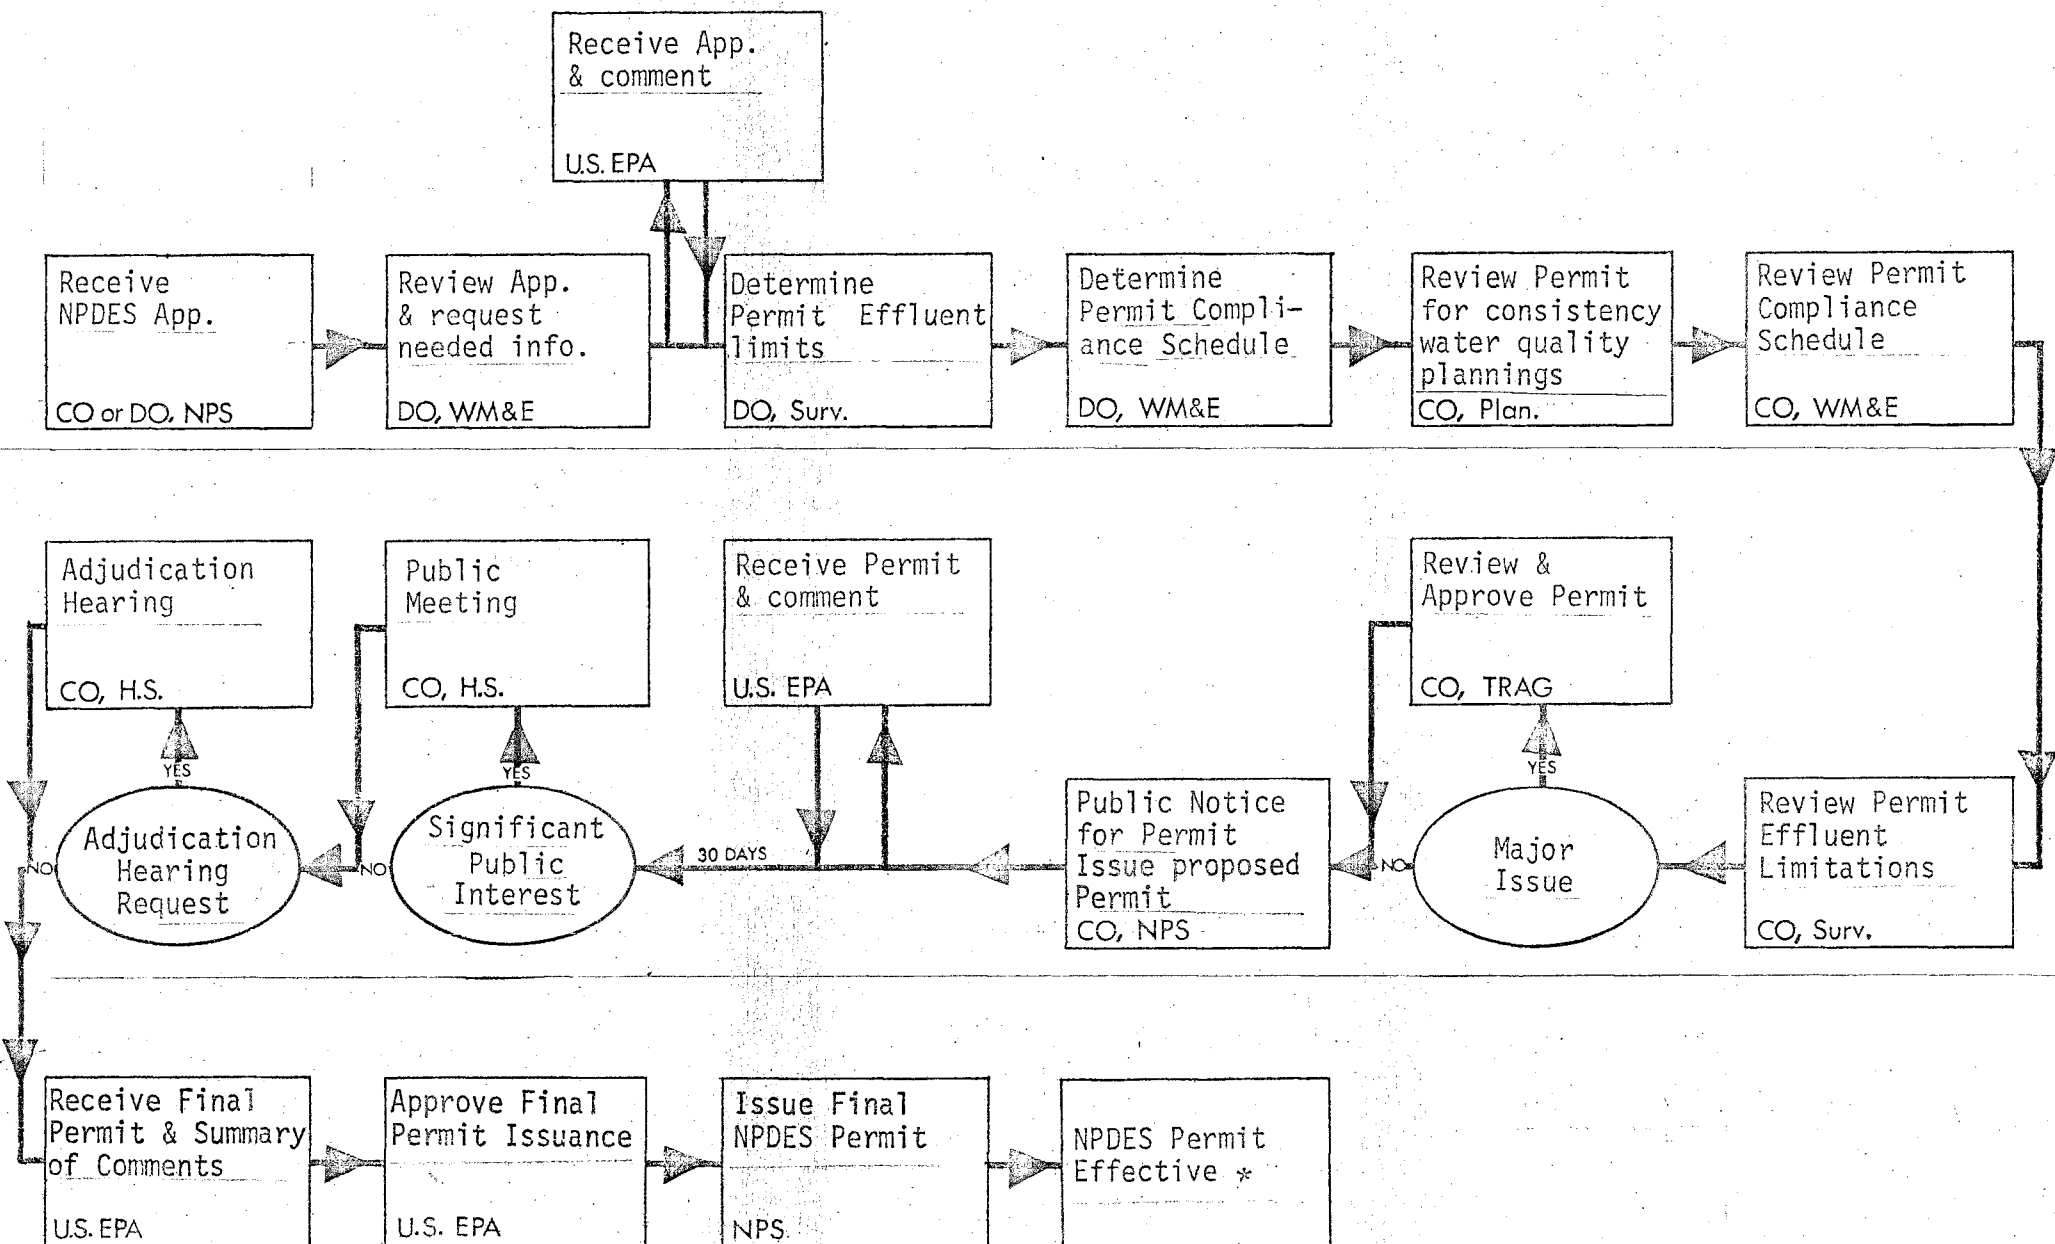 Receive App.
& comment
U.S. EPA
Receive
NPDES App.
CO or DO, NPS
Review App.
& request
needed info.
DO, WM&E
Determine
Permit Effluent
limits
DO, Surv.
Determine
Permit Compli-
ance Schedule
DO, WM&E
Review Permit
for consistency
water quality
plannings
CO, Plan.
Review Permit
Compliance
Schedule
CO, WM&E
Adjudication
Hearing
CO, H.S.
YES
Adjudication
Hearing
Request
NO
Public
Meeting
CO, H.S.
YES
Significant
Public
Interest
NO
Receive Permit
& comment
U.S. EPA
30 DAYS
Public Notice
for Permit
Issue proposed
Permit
CO, NPS
Review &
Approve Permit
CO, TRAG
YES
Major
Issue
NO
Review Permit
Effluent
Limitations
CO, Surv.
Receive Final
Permit & Summary
of Comments
U.S. EPA
Approve Final
Permit Issuance
U.S. EPA
Issue Final
NPDES Permit
NPS
NPDES Permit
Effective *